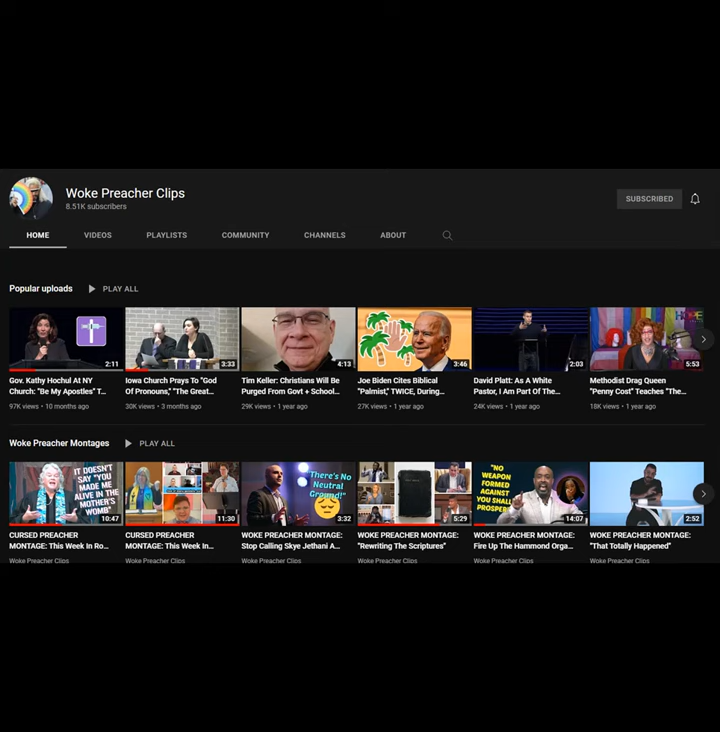 Woke Preacher Clips
8.51K subscribers
SUBSCRIBED
HOME VIDEOS PLAYLISTS COMMUNITY CHANNELS ABOUT
Popular uploads PLAY ALL
2:11 3:33 4:13 3:46 2:03 5:53
Gov. Kathy Hochul At NY Church: "Be My Apostles" T...
97K views • 10 months ago
Iowa Church Prays To "God Of Pronouns," "The Great...
30K views • 3 months ago
Tim Keller: Christians Will Be Purged From Govt + School...
29K views • 1 year ago
Joe Biden Cites Biblical "Palmist," TWICE, During...
27K views • 1 year ago
David Platt: As A White Pastor, I Am Part Of The...
24K views • 1 year ago
Methodist Drag Queen "Penny Cost" Teaches "The...
18K views • 1 year ago
Woke Preacher Montages PLAY ALL
IT DOESN'T
SAY "YOU
MADE ME
ALIVE IN THE
MOTHER'S
WOMB"
10:47
11:30
"There's No
Neutral
Ground!"
3:32
5:29
"NO
WEAPON
FORMED
AGAINST
YOU SHALL
PROSPER"
14:07
2:52
CURSED PREACHER MONTAGE: This Week In Ro...
Woke Preacher Clips
CURSED PREACHER MONTAGE: This Week In...
Woke Preacher Clips
WOKE PREACHER MONTAGE: Stop Calling Skye Jethani A...
Woke Preacher Clips
WOKE PREACHER MONTAGE: "Rewriting The Scriptures"
Woke Preacher Clips
WOKE PREACHER MONTAGE: Fire Up The Hammond Orga...
Woke Preacher Clips
WOKE PREACHER MONTAGE: "That Totally Happened"
Woke Preacher Clips